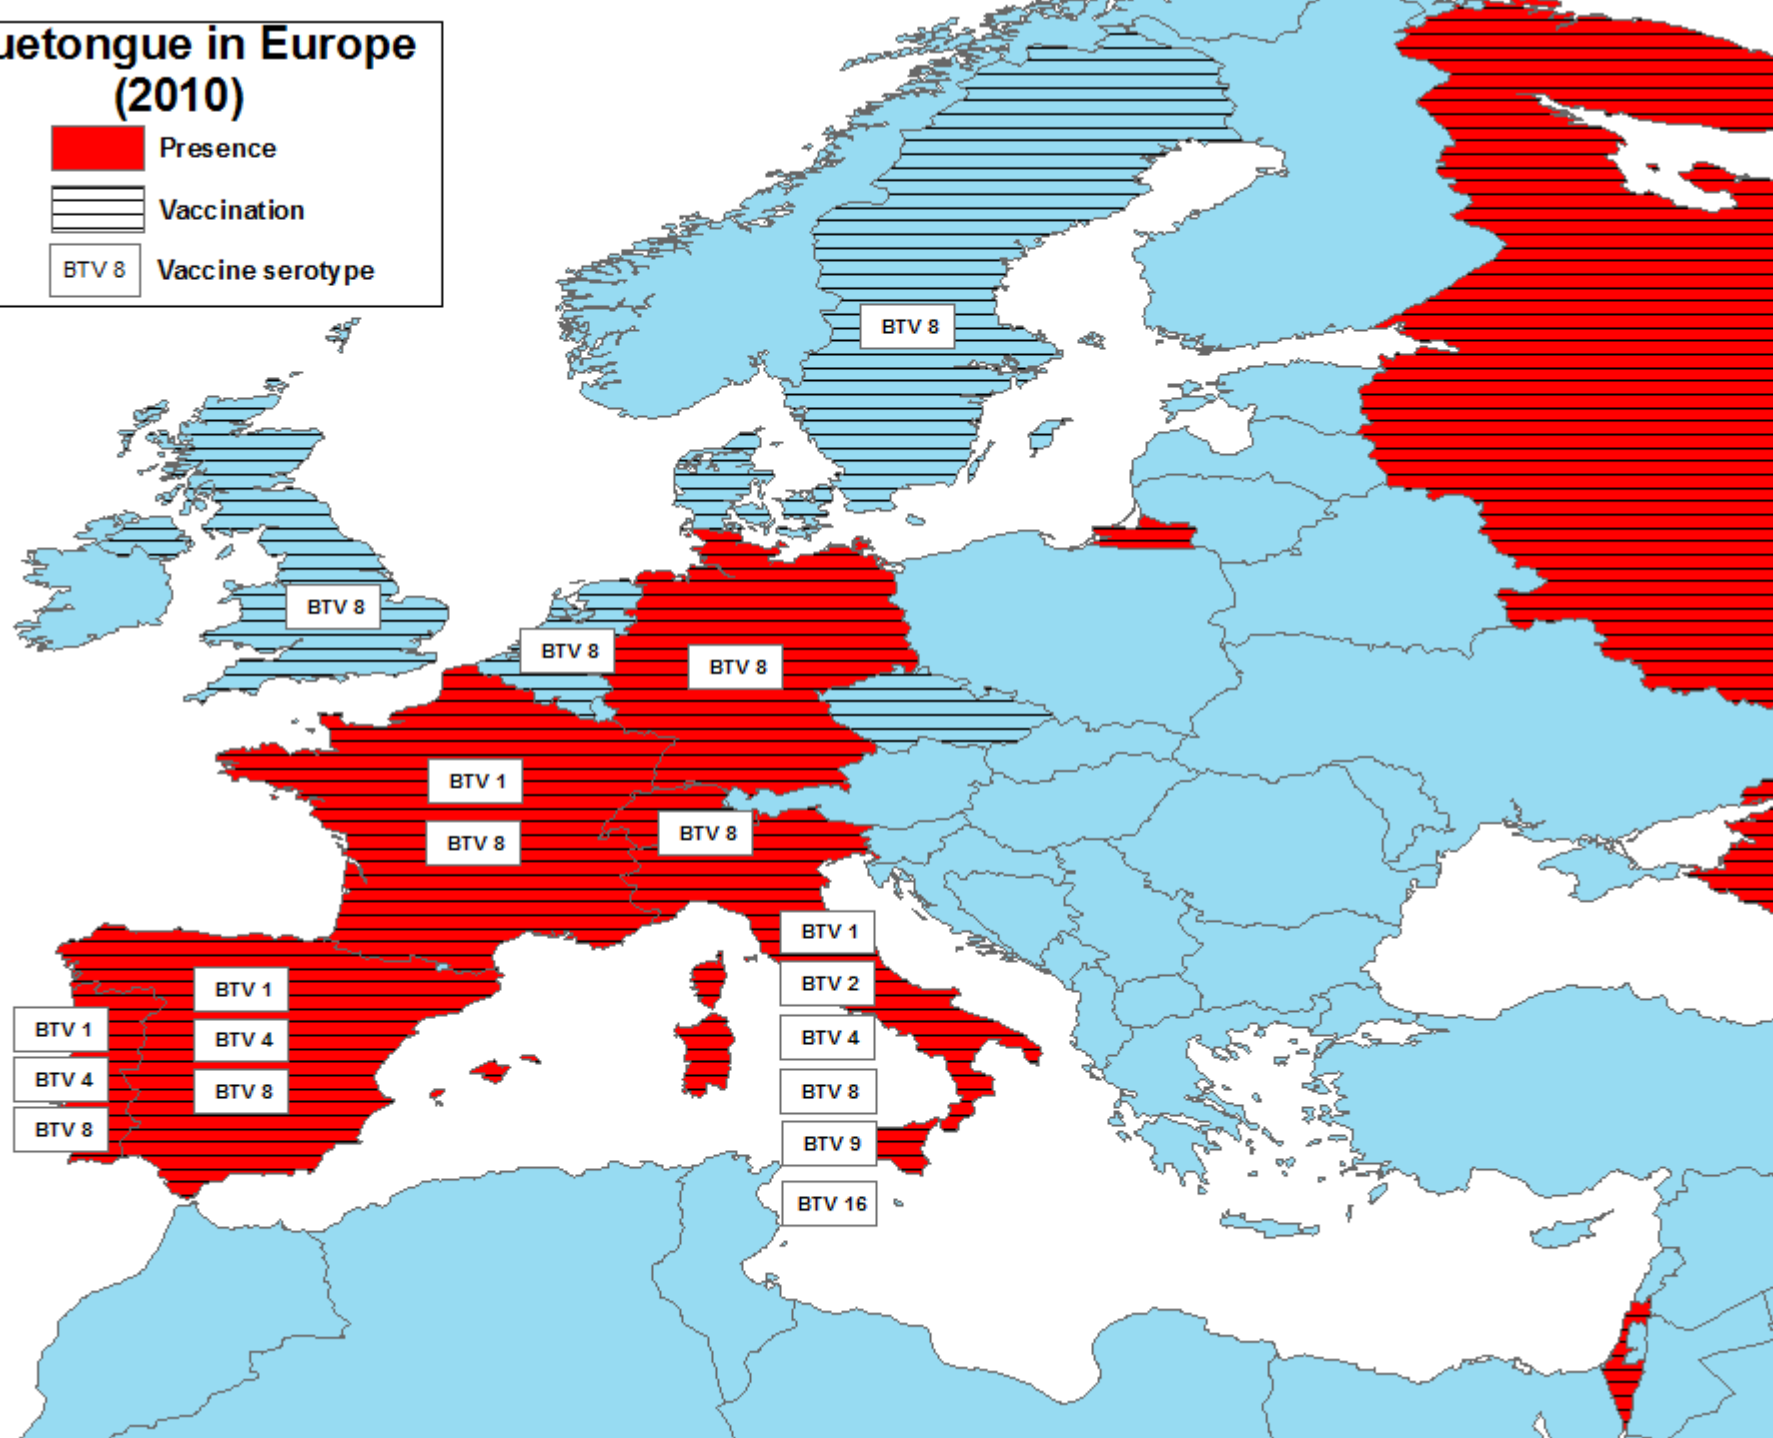 uetongue in Europe
(2010)
Presence
Vaccination
BTV 8 Vaccine serotype
BTV 8
BTV 8
BTV 8
BTV 8
BTV 1
BTV 8
BTV 8
BTV 1
BTV 2
BTV 4
BTV 8
BTV 9
BTV 16
BTV 1
BTV 4
BTV 8
BTV 1
BTV 4
BTV 8